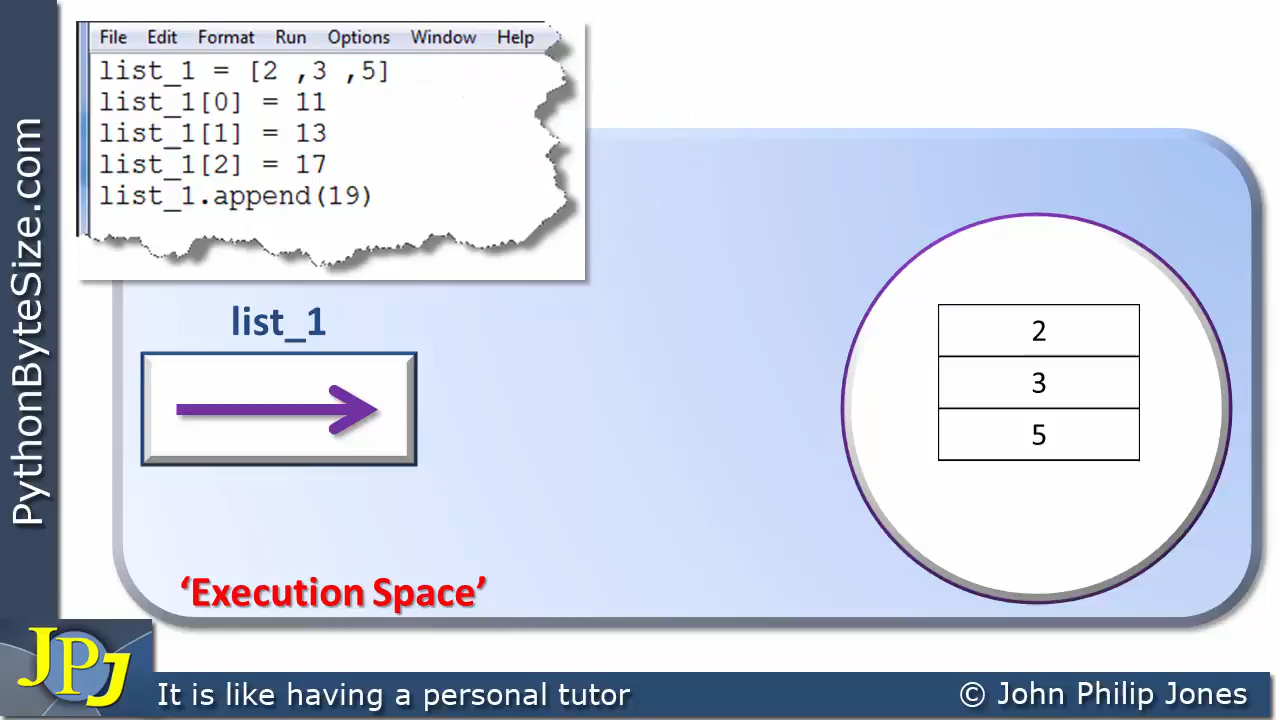 File Edit Format Run Options Window Help
list_1 = [2 ,3 ,5]
list_1[0] = 11
list_1[1] = 13
list_1[2] = 17
list_1.append(19)
PythonByteSize.com
list_1
2
3
5
‘Execution Space’
JPJ
It is like having a personal tutor
© John Philip Jones